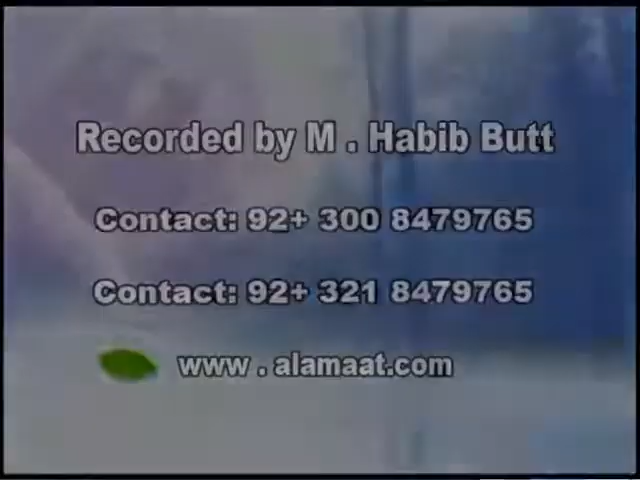 Recorded by M . Habib Butt
Contact: 92+ 300 8479765
Contact: 92+ 321 8479765
www . alamaat.com